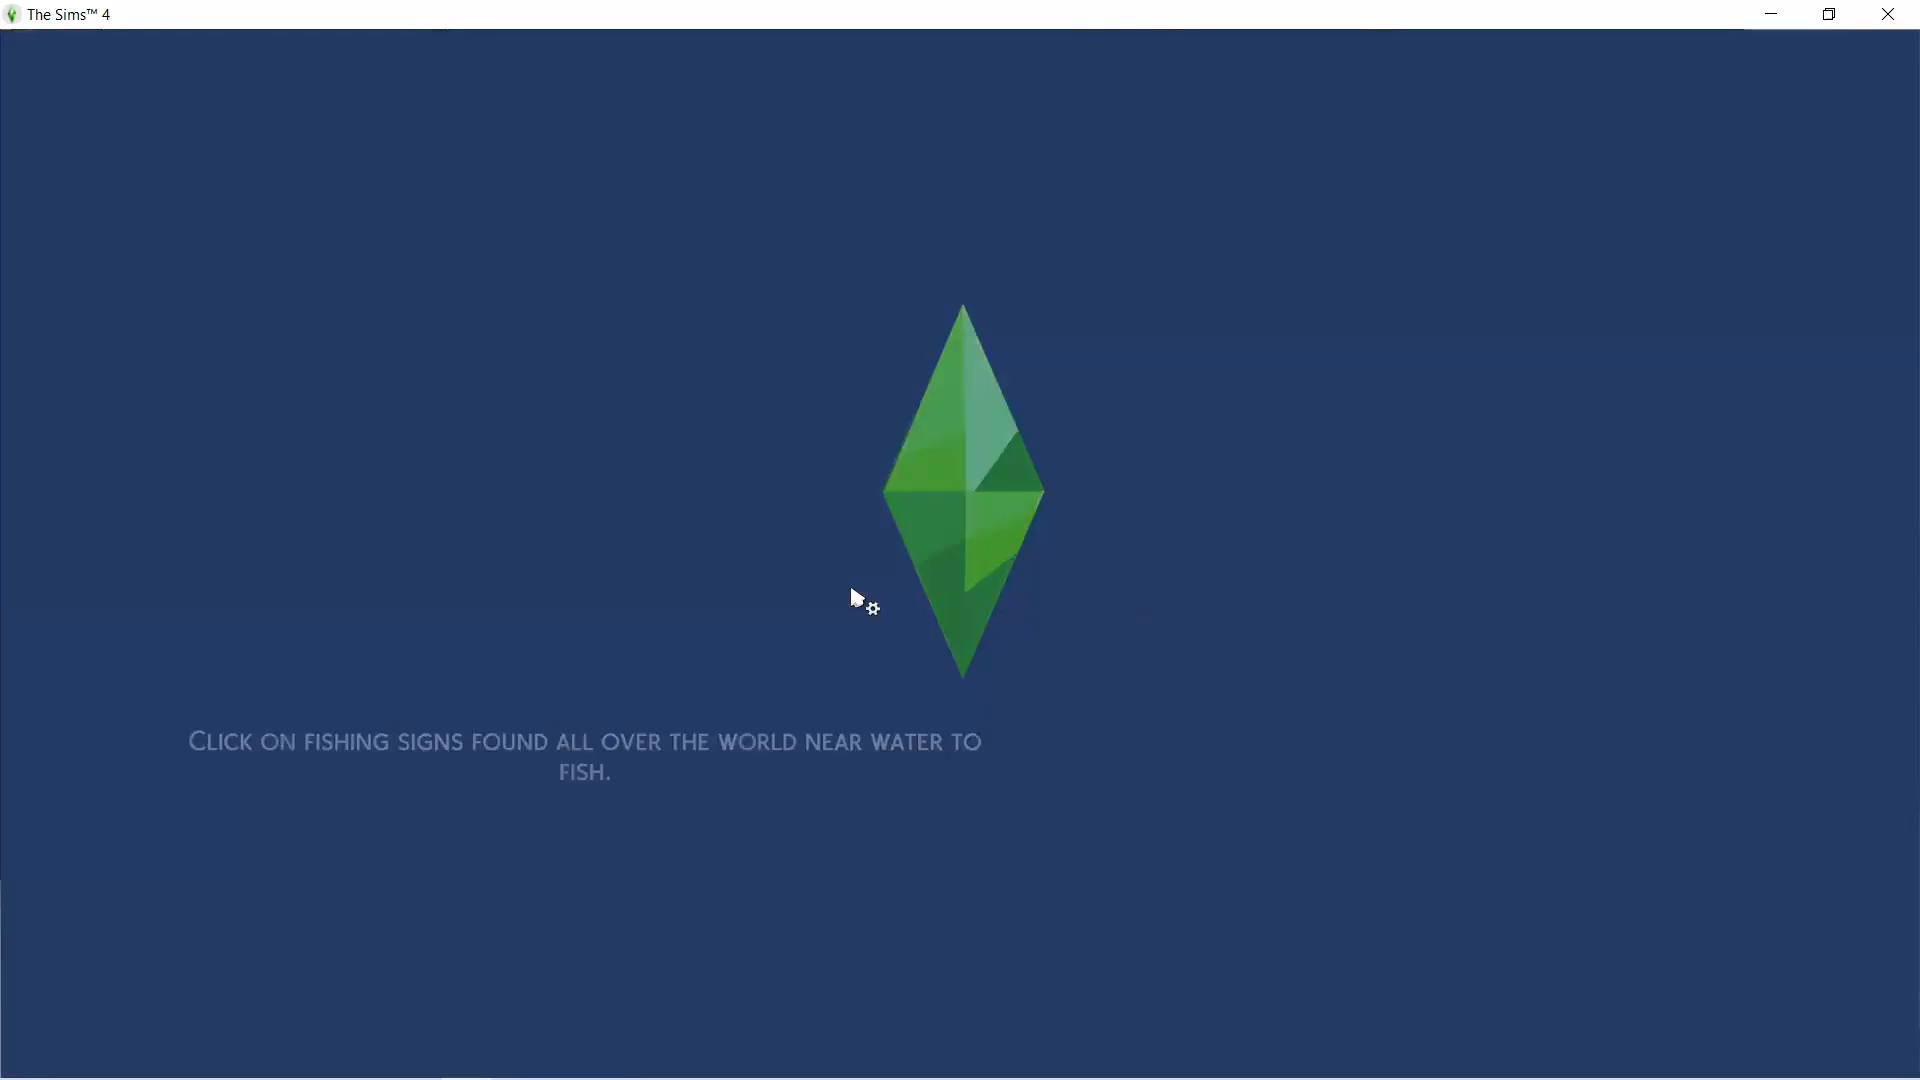 The Sims™ 4
Click on fishing signs found all over the world near water to
fish.